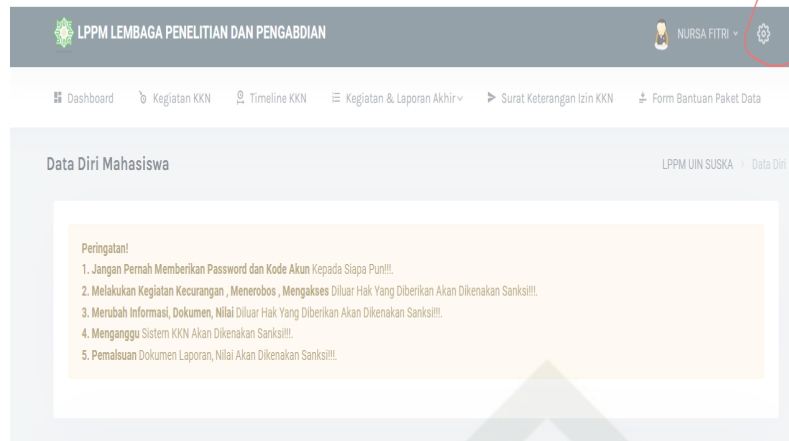 LPPM LEMBAGA PENELITIAN DAN PENGABDIAN
NURSA FITRI
Dashboard Kegiatan KKN Timeline KKN Kegiatan & Laporan Akhir Surat Keterangan Izin KKN Form Bantuan Paket Data
Data Diri Mahasiswa
LPPM UIN SUSKA > Data Diri
Peringatan!
1. Jangan Pernah Memberikan Password dan Kode Akun Kepada Siapa Pun!!!.
2. Melakukan Kegiatan Kecurangan , Menerobos , Mengakses Diluar Hak Yang Diberikan Akan Dikenakan Sanksi!!!.
3. Merubah Informasi, Dokumen, Nilai Diluar Hak Yang Diberikan Akan Dikenakan Sanksi!!!.
4. Menganggu Sistem KKN Akan Dikenakan Sanksi!!!.
5. Pemalsuan Dokumen Laporan, Nilai Akan Dikenakan Sanksi!!!.